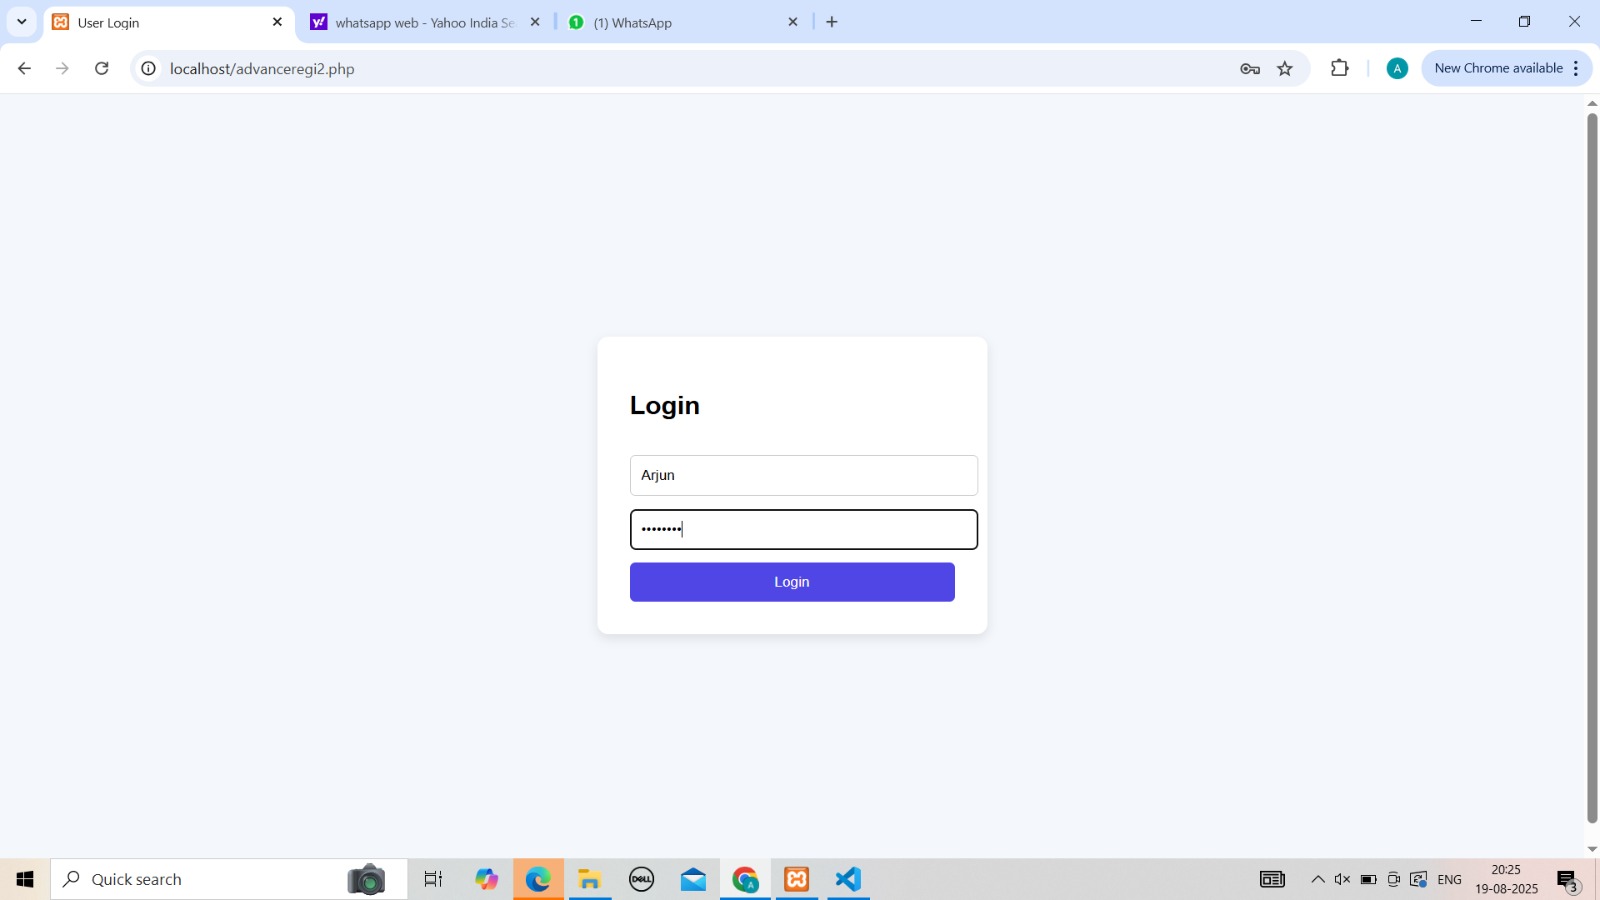 User Login
whatsapp web - Yahoo India Se
(1) WhatsApp
localhost/advanceregi2.php
A
New Chrome available
Login
Arjun
••••••••
Login
Quick search
DELL
A
ENG
20:25
19-08-2025
3